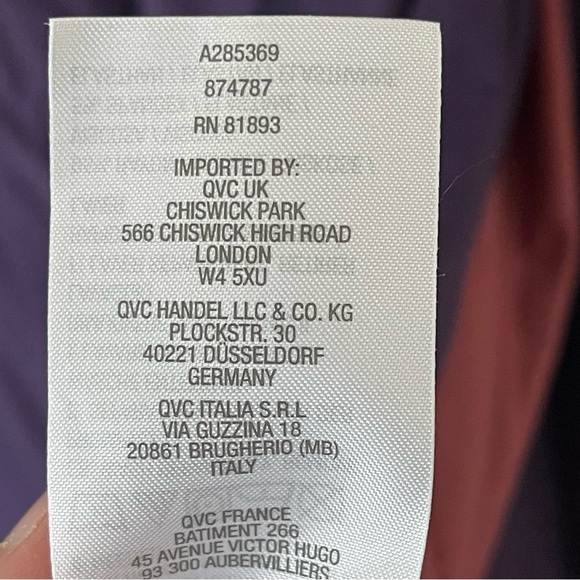 A285369
874787
RN 81893
IMPORTED BY:
QVC UK
CHISWICK PARK
566 CHISWICK HIGH ROAD
LONDON
W4 5XU
QVC HANDEL LLC & CO. KG
PLOCKSTR. 30
40221 DÜSSELDORF
GERMANY
QVC ITALIA S.R.L
VIA GUZZINA 18
20861 BRUGHERIO (MB)
ITALY
QVC FRANCE
BATIMENT 266
45 AVENUE VICTOR HUGO
93 300 AUBERVILLIERS